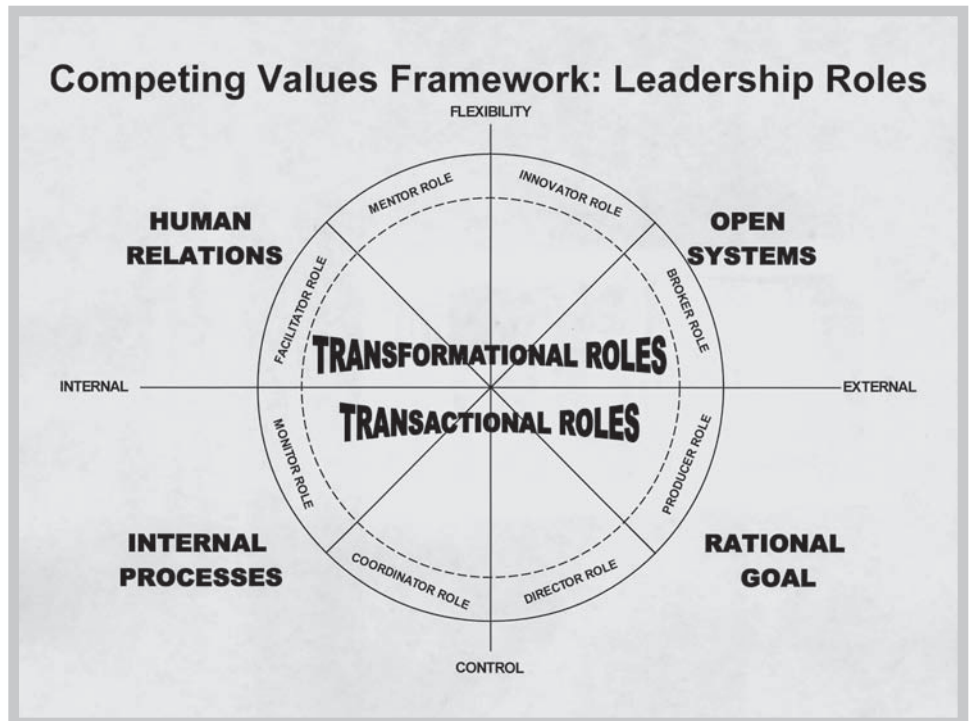 Competing Values Framework: Leadership Roles
FLEXIBILITY
MENTOR ROLE
INNOVATOR ROLE
HUMAN
RELATIONS
OPEN
SYSTEMS
FACILITATOR ROLE
BROKER ROLE
TRANSFORMATIONAL ROLES
INTERNAL
EXTERNAL
TRANSACTIONAL ROLES
MONITOR ROLE
PRODUCER ROLE
INTERNAL
PROCESSES
RATIONAL
GOAL
COORDINATOR ROLE
DIRECTOR ROLE
CONTROL